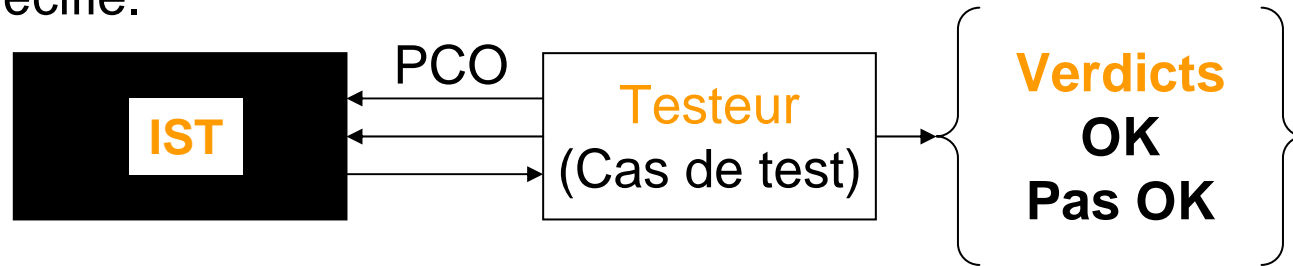 PCO
IST
Testeur
(Cas de test)
Verdicts
OK
Pas OK